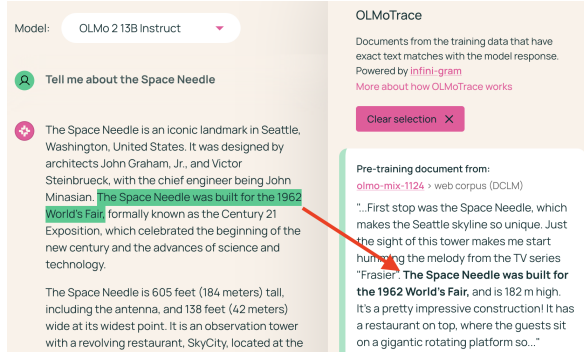 Model: OLMo 2 13B Instruct
Tell me about the Space Needle
The Space Needle is an iconic landmark in Seattle,
Washington, United States. It was designed by
architects John Graham, Jr., and Victor
Steinbrueck, with the chief engineer being John
Minasian. The Space Needle was built for the 1962
World's Fair, formally known as the Century 21
Exposition, which celebrated the beginning of the
new century and the advances of science and
technology.
The Space Needle is 605 feet (184 meters) tall,
including the antenna, and 138 feet (42 meters)
wide at its widest point. It is an observation tower
with a revolving restaurant, SkyCity, located at the
OLMoTrace
Documents from the training data that have
exact text matches with the model response.
Powered by infini-gram
More about how OLMoTrace works
Clear selection X
Pre-training document from:
olmo-mix-1124 > web corpus (DCLM)
"...First stop was the Space Needle, which
makes the Seattle skyline so unique. Just
the sight of this tower makes me start
humming the melody from the TV series
"Frasier". The Space Needle was built for
the 1962 World's Fair, and is 182 m high.
It's a pretty impressive construction! It has
a restaurant on top, where the guests sit
on a gigantic rotating platform so..."